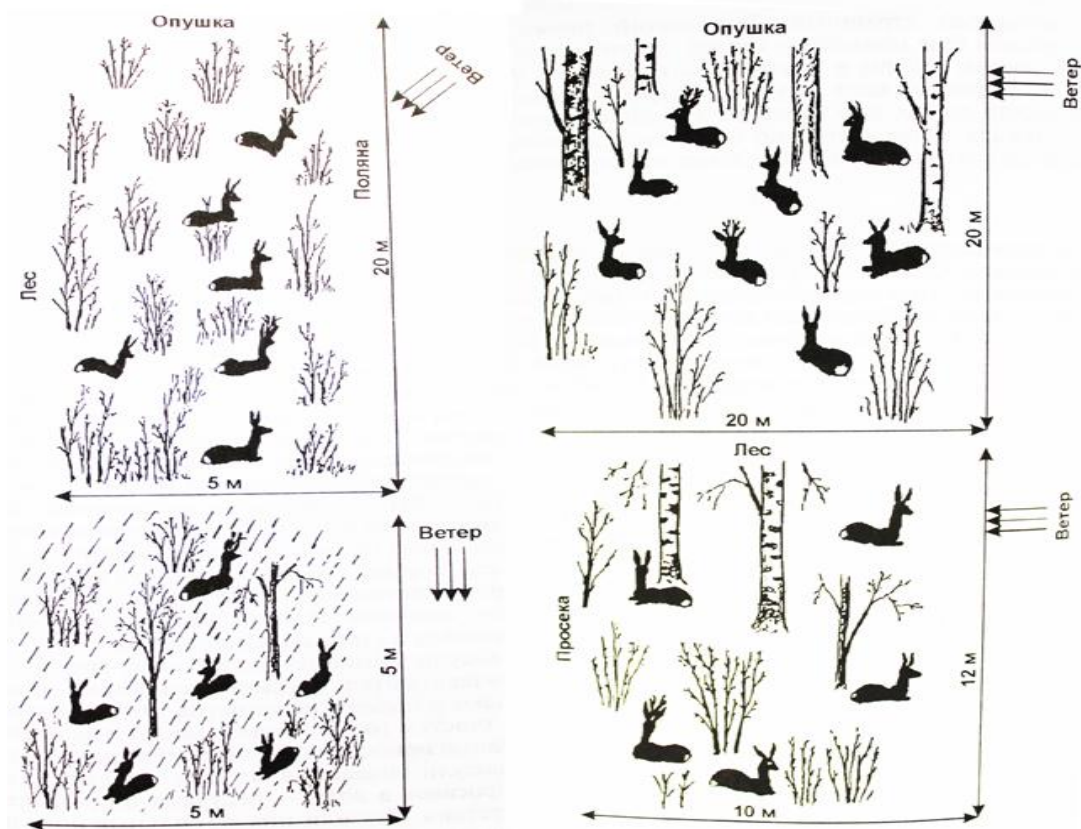 Опушка
Ветер
Поляна
20 м
Лес
5 м
Опушка
Ветер
20 м
20 м
Ветер
5 м
5 м
Лес
Ветер
Просека
12 м
10 м